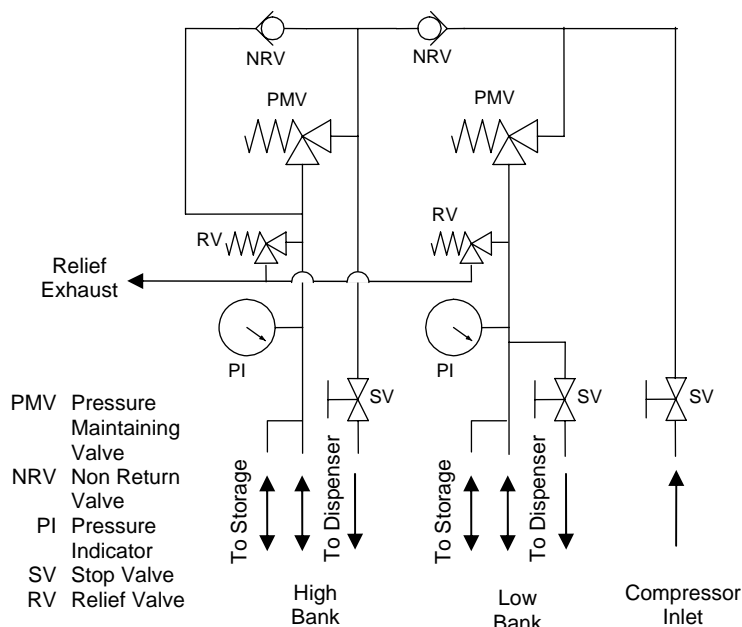 NRV
NRV
PMV
PMV
RV
RV
Relief
Exhaust
PI
PI
SV
SV
SV
PMV Pressure
Maintaining
Valve
NRV Non Return
Valve
PI Pressure
Indicator
SV Stop Valve
RV Relief Valve
To Storage
To Dispenser
To Storage
To Dispenser
High
Bank
Low
Bank
Compressor
Inlet